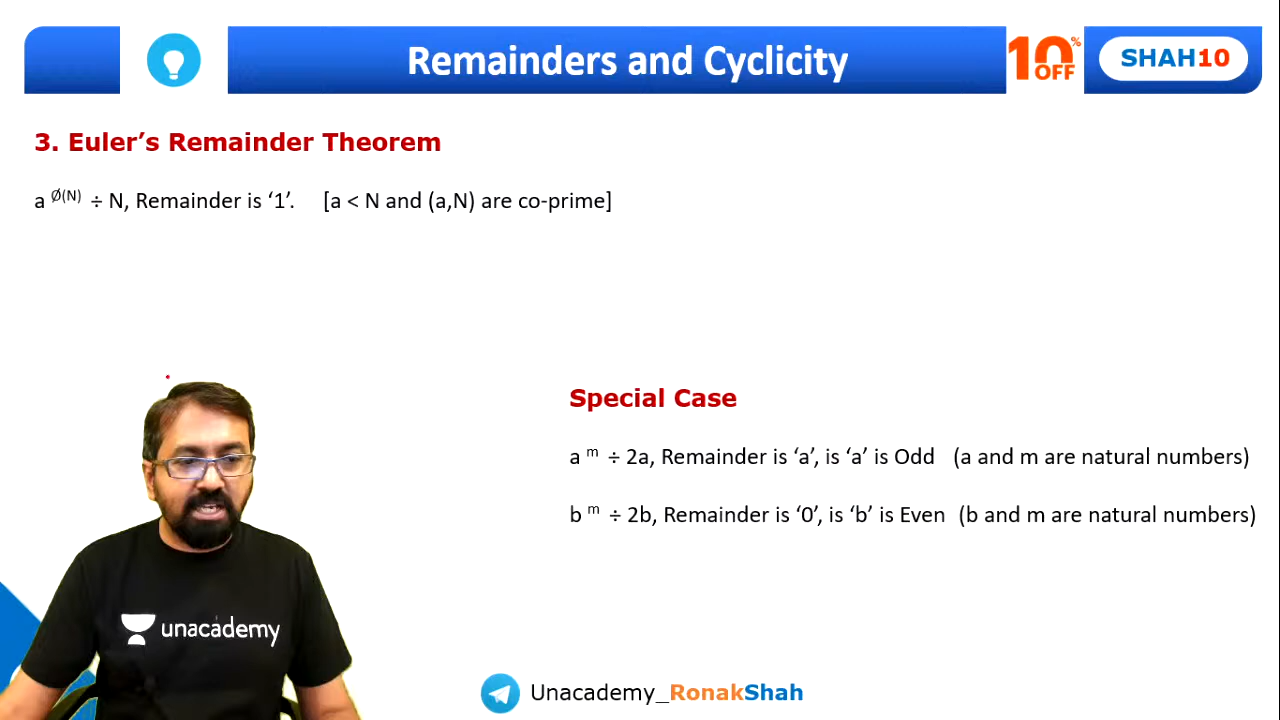 Remainders and Cyclicity
10% OFF
SHAH10
3. Euler’s Remainder Theorem
a Ø(N) ÷ N, Remainder is ‘1’. [a < N and (a,N) are co-prime]
Special Case
a m ÷ 2a, Remainder is ‘a’, is ‘a’ is Odd (a and m are natural numbers)
b m ÷ 2b, Remainder is ‘0’, is ‘b’ is Even (b and m are natural numbers)
unacademy
Unacademy_RonakShah